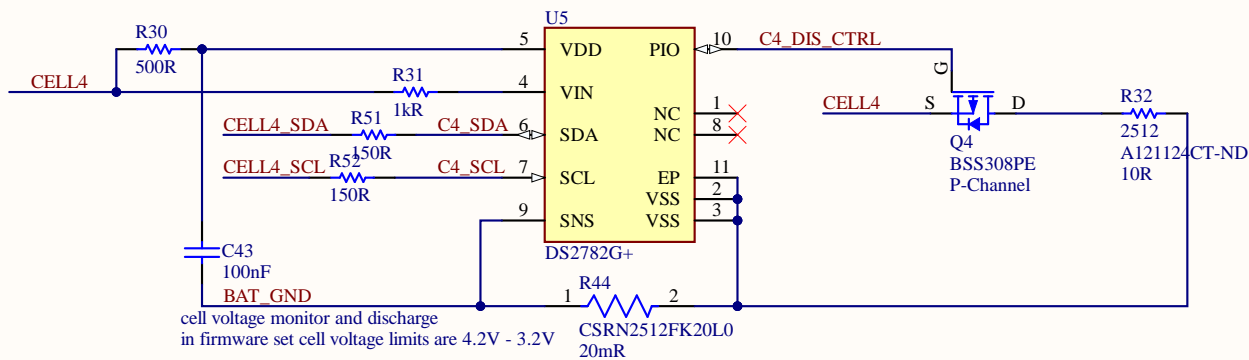 U5
R30
500R
5
VDD
PIO
10
C4_DIS_CTRL
CELL4
R31
1kR
4
VIN
G
CELL4
S
D
R32
2512
A121124CT-ND
10R
Q4
BSS308PE
P-Channel
NC
1
NC
8
CELL4_SDA
R51
150R
C4_SDA
6
SDA
CELL4_SCL
R52
150R
C4_SCL
7
SCL
EP
11
VSS
2
VSS
3
9
SNS
DS2782G+
C43
100nF
BAT_GND
R44
1
2
CSRN2512FK20L0
20mR
cell voltage monitor and discharge
in firmware set cell voltage limits are 4.2V - 3.2V